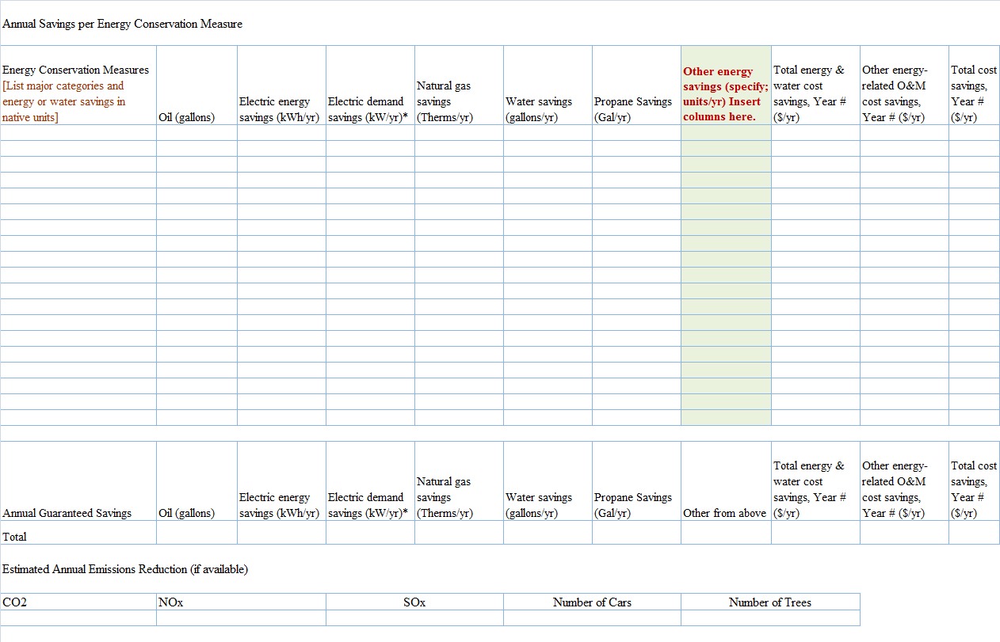 Annual Savings per Energy Conservation Measure
Energy Conservation Measures
[List major categories and
energy or water savings in
native units]
Oil (gallons)
Electric energy
savings (kWh/yr)
Electric demand
savings (kW/yr)*
Natural gas
savings
(Therms/yr)
Water savings
(gallons/yr)
Propane Savings
(Gal/yr)
Other energy
savings (specify;
units/yr) Insert
columns here.
Total energy &
water cost
savings, Year #
($/yr)
Other energy-
related O&M
cost savings,
Year # ($/yr)
Total cost
savings,
Year #
($/yr)
Annual Guaranteed Savings
Oil (gallons)
Electric energy
savings (kWh/yr)
Electric demand
savings (kW/yr)*
Natural gas
savings
(Therms/yr)
Water savings
(gallons/yr)
Propane Savings
(Gal/yr)
Other from above
Total energy &
water cost
savings, Year #
($/yr)
Other energy-
related O&M
cost savings,
Year # ($/yr)
Total cost
savings,
Year #
($/yr)
Total
Estimated Annual Emissions Reduction (if available)
CO2
NOx
SOx
Number of Cars
Number of Trees